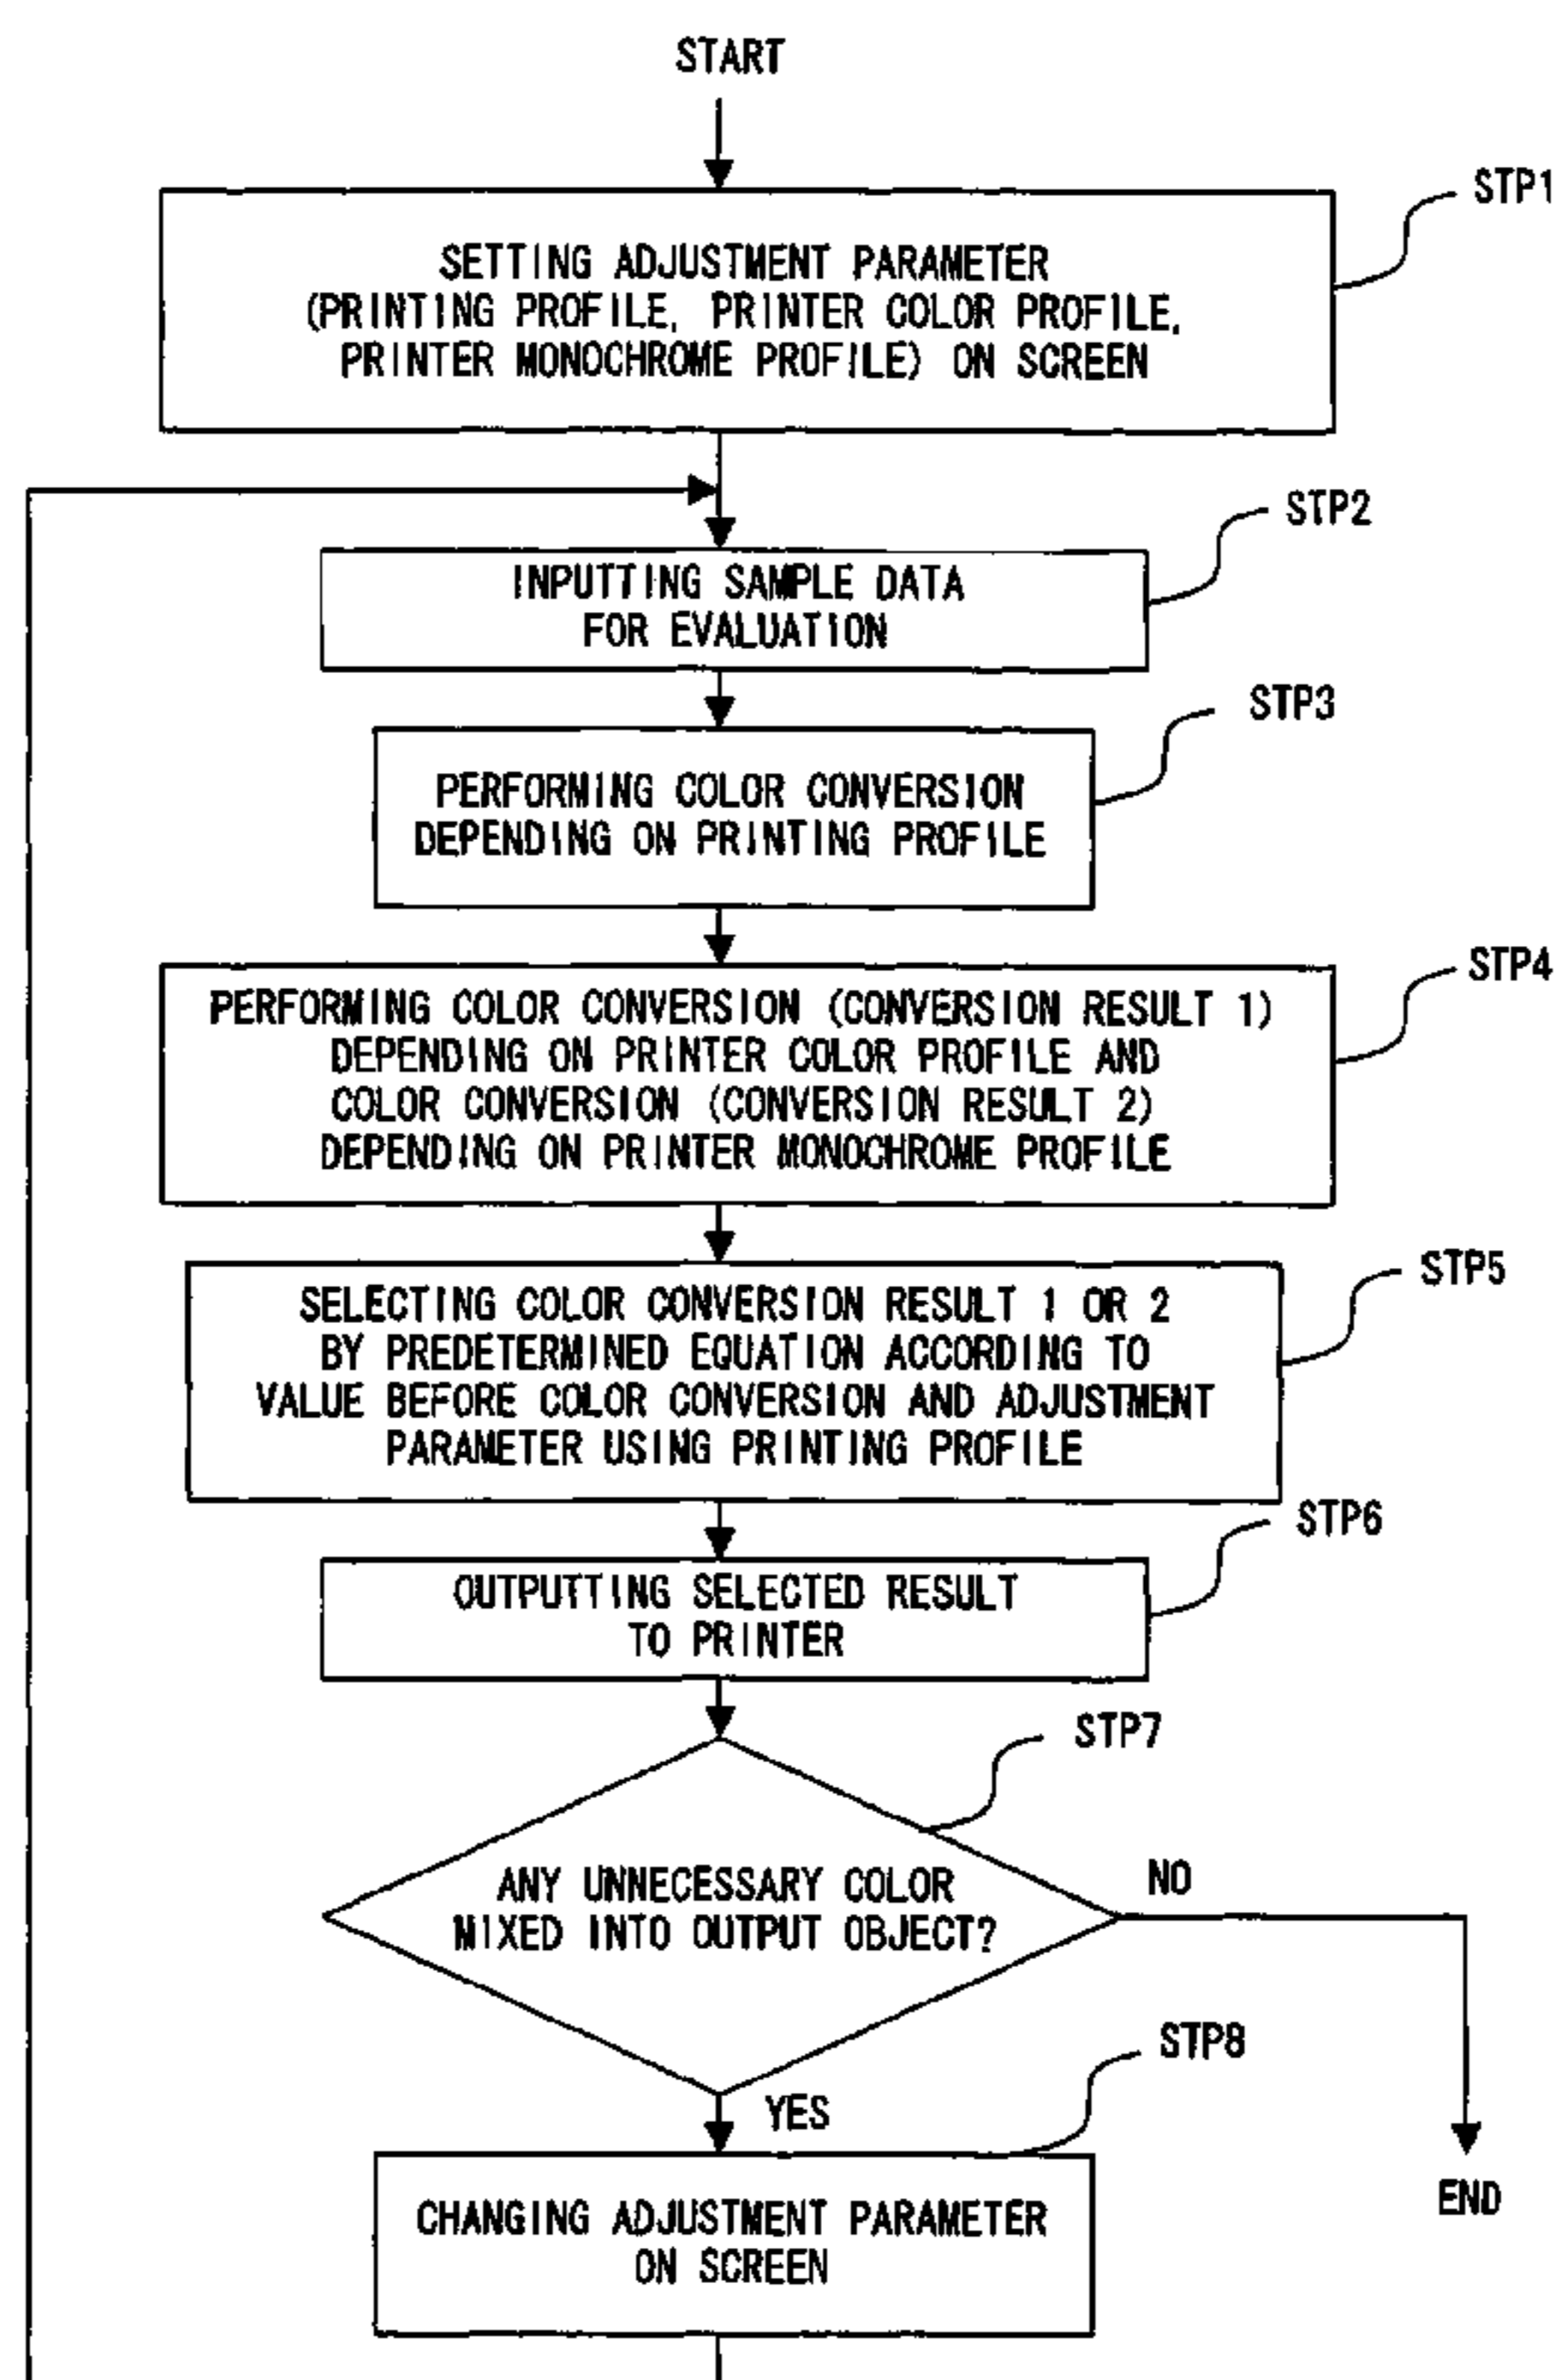 START
STP1
SETTING ADJUSTMENT PARAMETER
(PRINTING PROFILE, PRINTER COLOR PROFILE,
PRINTER MONOCHROME PROFILE) ON SCREEN
STP2
INPUTTING SAMPLE DATA
FOR EVALUATION
STP3
PERFORMING COLOR CONVERSION
DEPENDING ON PRINTING PROFILE
STP4
PERFORMING COLOR CONVERSION (CONVERSION RESULT 1)
DEPENDING ON PRINTER COLOR PROFILE AND
COLOR CONVERSION (CONVERSION RESULT 2)
DEPENDING ON PRINTER MONOCHROME PROFILE
STP5
SELECTING COLOR CONVERSION RESULT 1 OR 2
BY PREDETERMINED EQUATION ACCORDING TO
VALUE BEFORE COLOR CONVERSION AND ADJUSTMENT
PARAMETER USING PRINTING PROFILE
STP6
OUTPUTTING SELECTED RESULT
TO PRINTER
STP7
ANY UNNECESSARY COLOR
MIXED INTO OUTPUT OBJECT?
NO
STP8
YES
CHANGING ADJUSTMENT PARAMETER
ON SCREEN
END